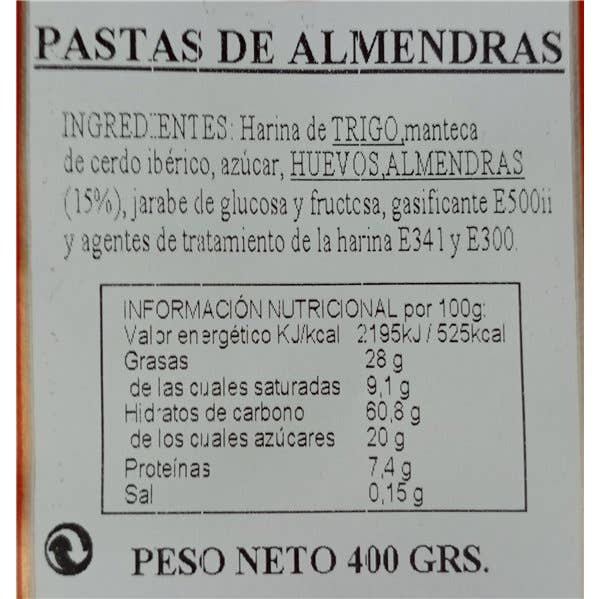 PASTAS DE ALMENDRAS
INGREDIENTES: Harina de TRIGO,manteca
de cerdo ibérico, azúcar, HUEVOS,ALMENDRAS
(15%), jarabe de glucosa y fructosa, gasificante E500ii
y agentes de tratamiento de la harina E341 y E300.
INFORMACIÓN NUTRICIONAL por 100g:
Valor energético KJ/kcal 2195kJ / 525kcal
Grasas 28 g
de las cuales saturadas 9,1 g
Hidratos de carbono 60,8 g
de los cuales azúcares 20 g
Proteínas 7,4 g
Sal 0,15 g
PESO NETO 400 GRS.